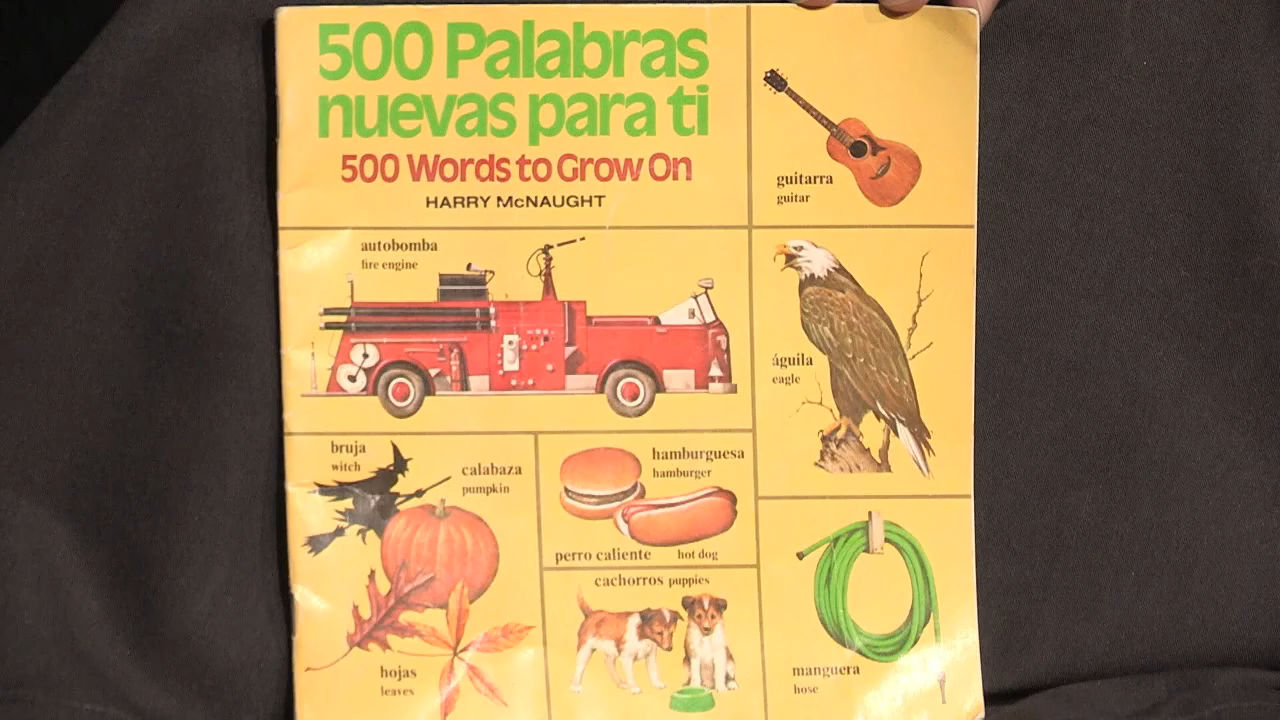 500 Palabras
nuevas para ti
500 Words to Grow On
HARRY McNAUGHT
guitarra
guitar
autobomba
fire engine
águila
eagle
bruja
witch
calabaza
pumpkin
hojas
leaves
hamburguesa
hamburger
perro caliente hot dog
cachorros puppies
manguera
hose